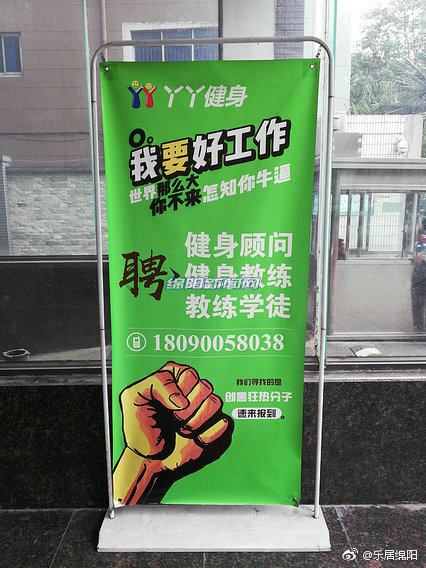 丫丫健身
我要好工作
世界那么大
你不来怎知你牛逼
聘
健身顾问
健身教练
教练学徒
绵阳新闻网
18090058038
我们寻找的是
创意狂热分子
速来报到。
@乐居绵阳